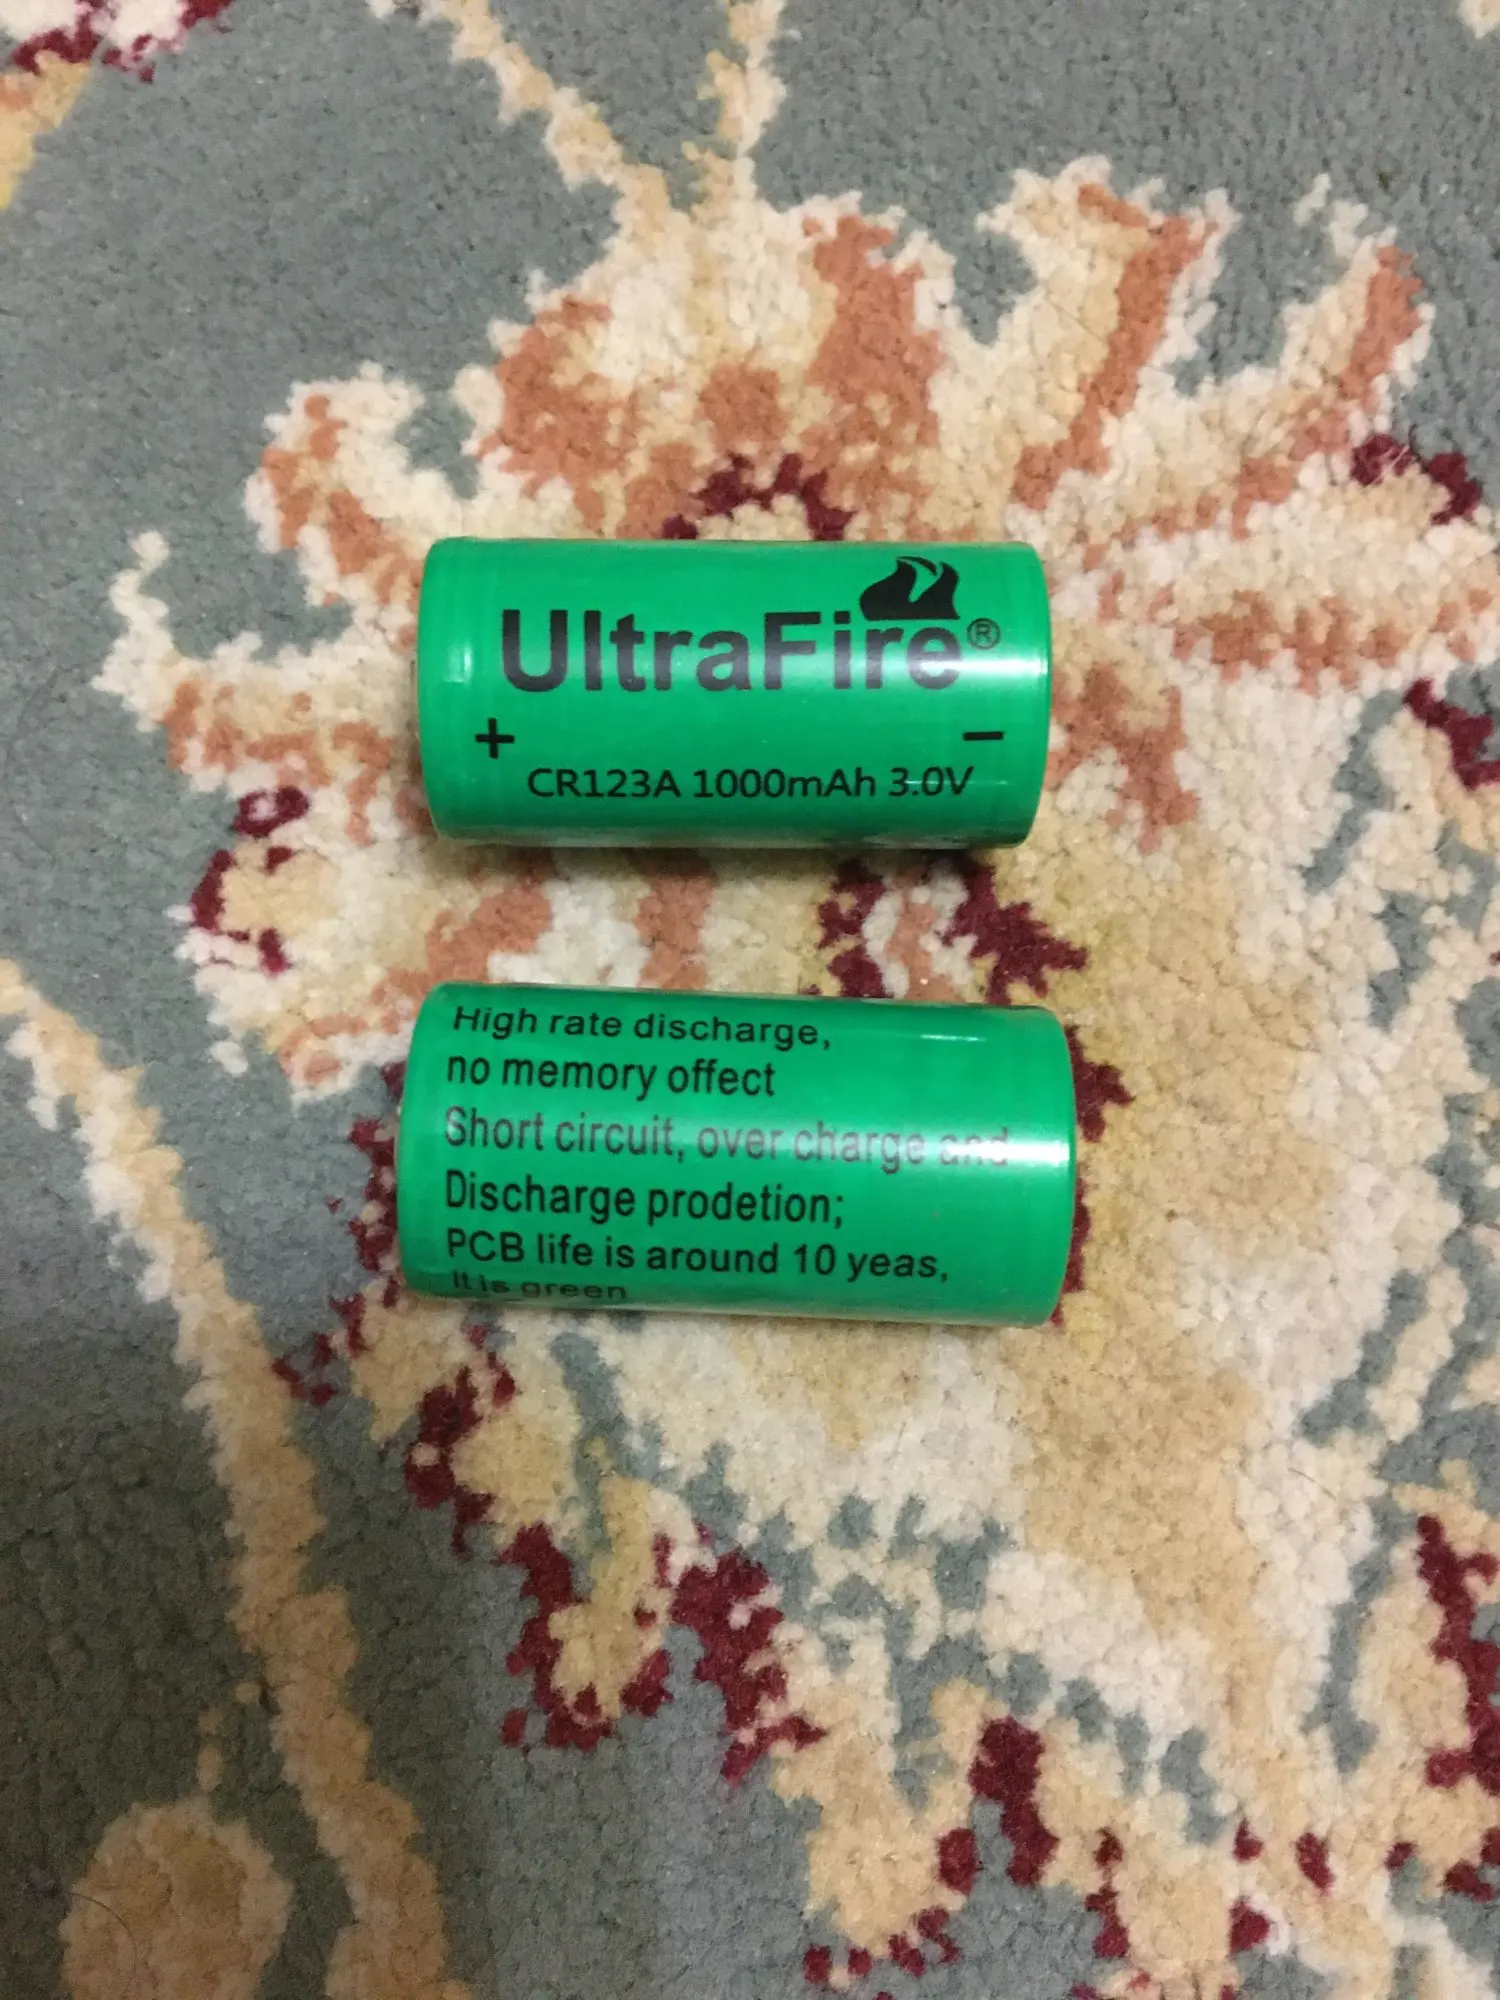 UltraFire®
+ −
CR123A 1000mAh 3.0V
High rate discharge,
no memory offect
Short circuit, over charge and
Discharge prodetion;
PCB life is around 10 yeas,
It is green